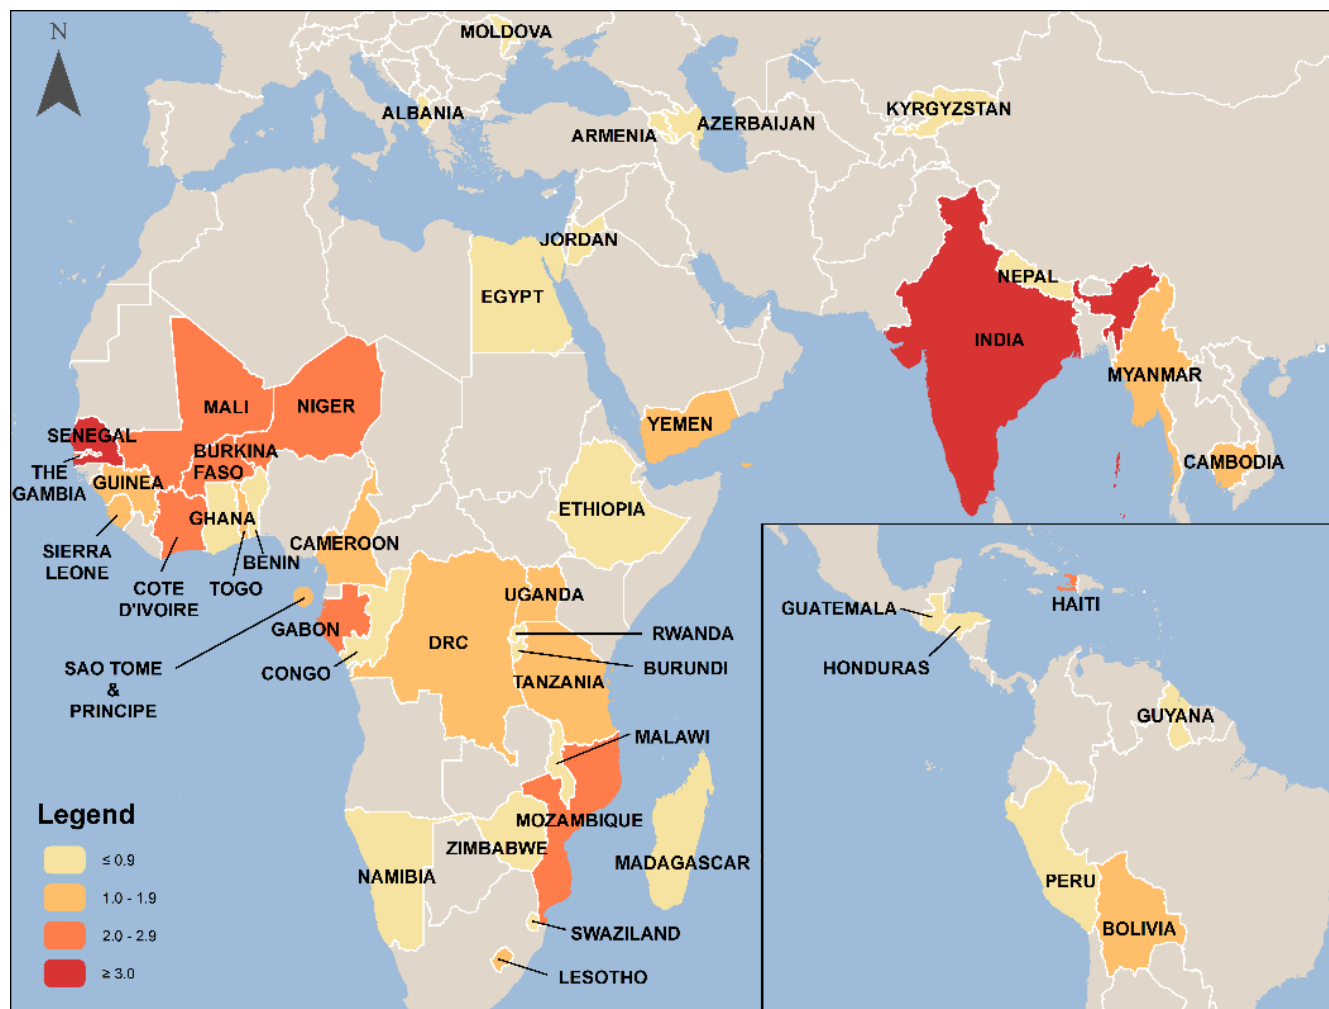 N
MOLDOVA
ALBANIA
ARMENIA
AZERBAIJAN
KYRGYZSTAN
JORDAN
EGYPT
NEPAL
INDIA
MYANMAR
CAMBODIA
YEMEN
MALI
NIGER
SENEGAL
BURKINA
FASO
THE
GAMBIA
GUINEA
GHANA
ETHIOPIA
SIERRA
LEONE
COTE
D'IVOIRE
TOGO
BENIN
CAMEROON
UGANDA
GABON
DRC
RWANDA
BURUNDI
CONGO
SAO TOME
&
PRINCIPE
TANZANIA
MALAWI
MOZAMBIQUE
ZIMBABWE
MADAGASCAR
NAMIBIA
SWAZILAND
LESOTHO
GUATEMALA
HONDURAS
HAITI
GUYANA
PERU
BOLIVIA
Legend
≤ 0.9
1.0 - 1.9
2.0 - 2.9
≥ 3.0